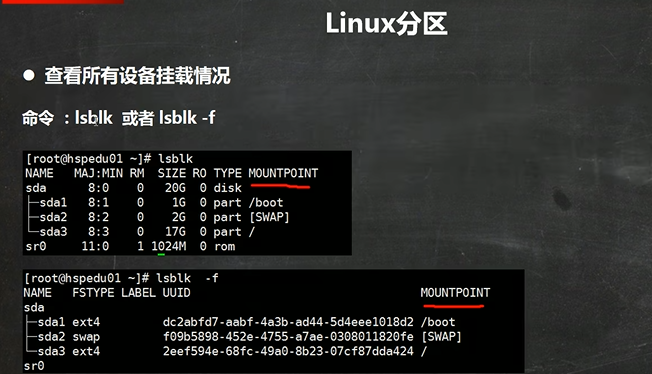 Linux分区
● 查看所有设备挂载情况
命令 ：lsblk 或者 lsblk -f
[root@hspedu01 ~]# lsblk
NAME MAJ:MIN RM SIZE RO TYPE MOUNTPOINT
sda 8:0 0 20G 0 disk
├─sda1 8:1 0 1G 0 part /boot
├─sda2 8:2 0 2G 0 part [SWAP]
└─sda3 8:3 0 17G 0 part /
sr0 11:0 1 1024M 0 rom
[root@hspedu01 ~]# lsblk -f
NAME FSTYPE LABEL UUID MOUNTPOINT
sda
├─sda1 ext4 dc2abfd7-aabf-4a3b-ad44-5d4eee1018d2 /boot
├─sda2 swap f09b5898-452e-4755-a7ae-0308011820fe [SWAP]
└─sda3 ext4 2eef594e-68fc-49a0-8b23-07cf87dda424 /
sr0